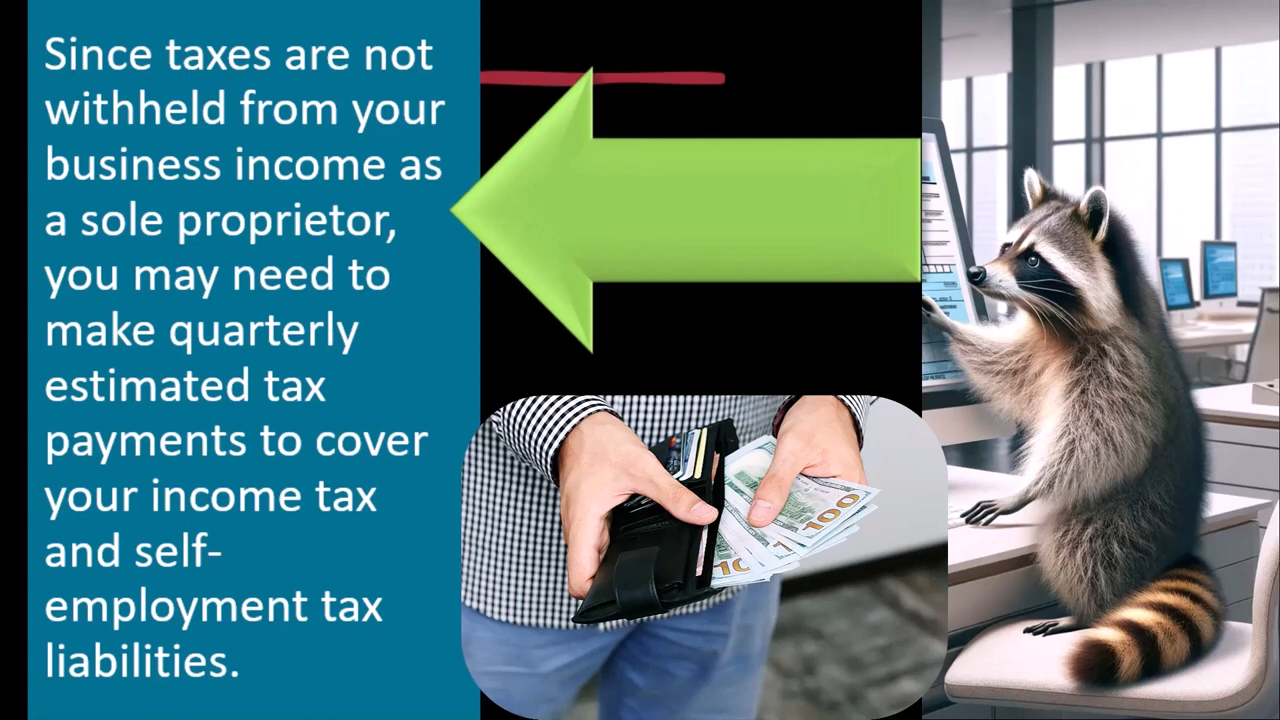 Since taxes are not
withheld from your
business income as
a sole proprietor,
you may need to
make quarterly
estimated tax
payments to cover
your income tax
and self-
employment tax
liabilities.
100